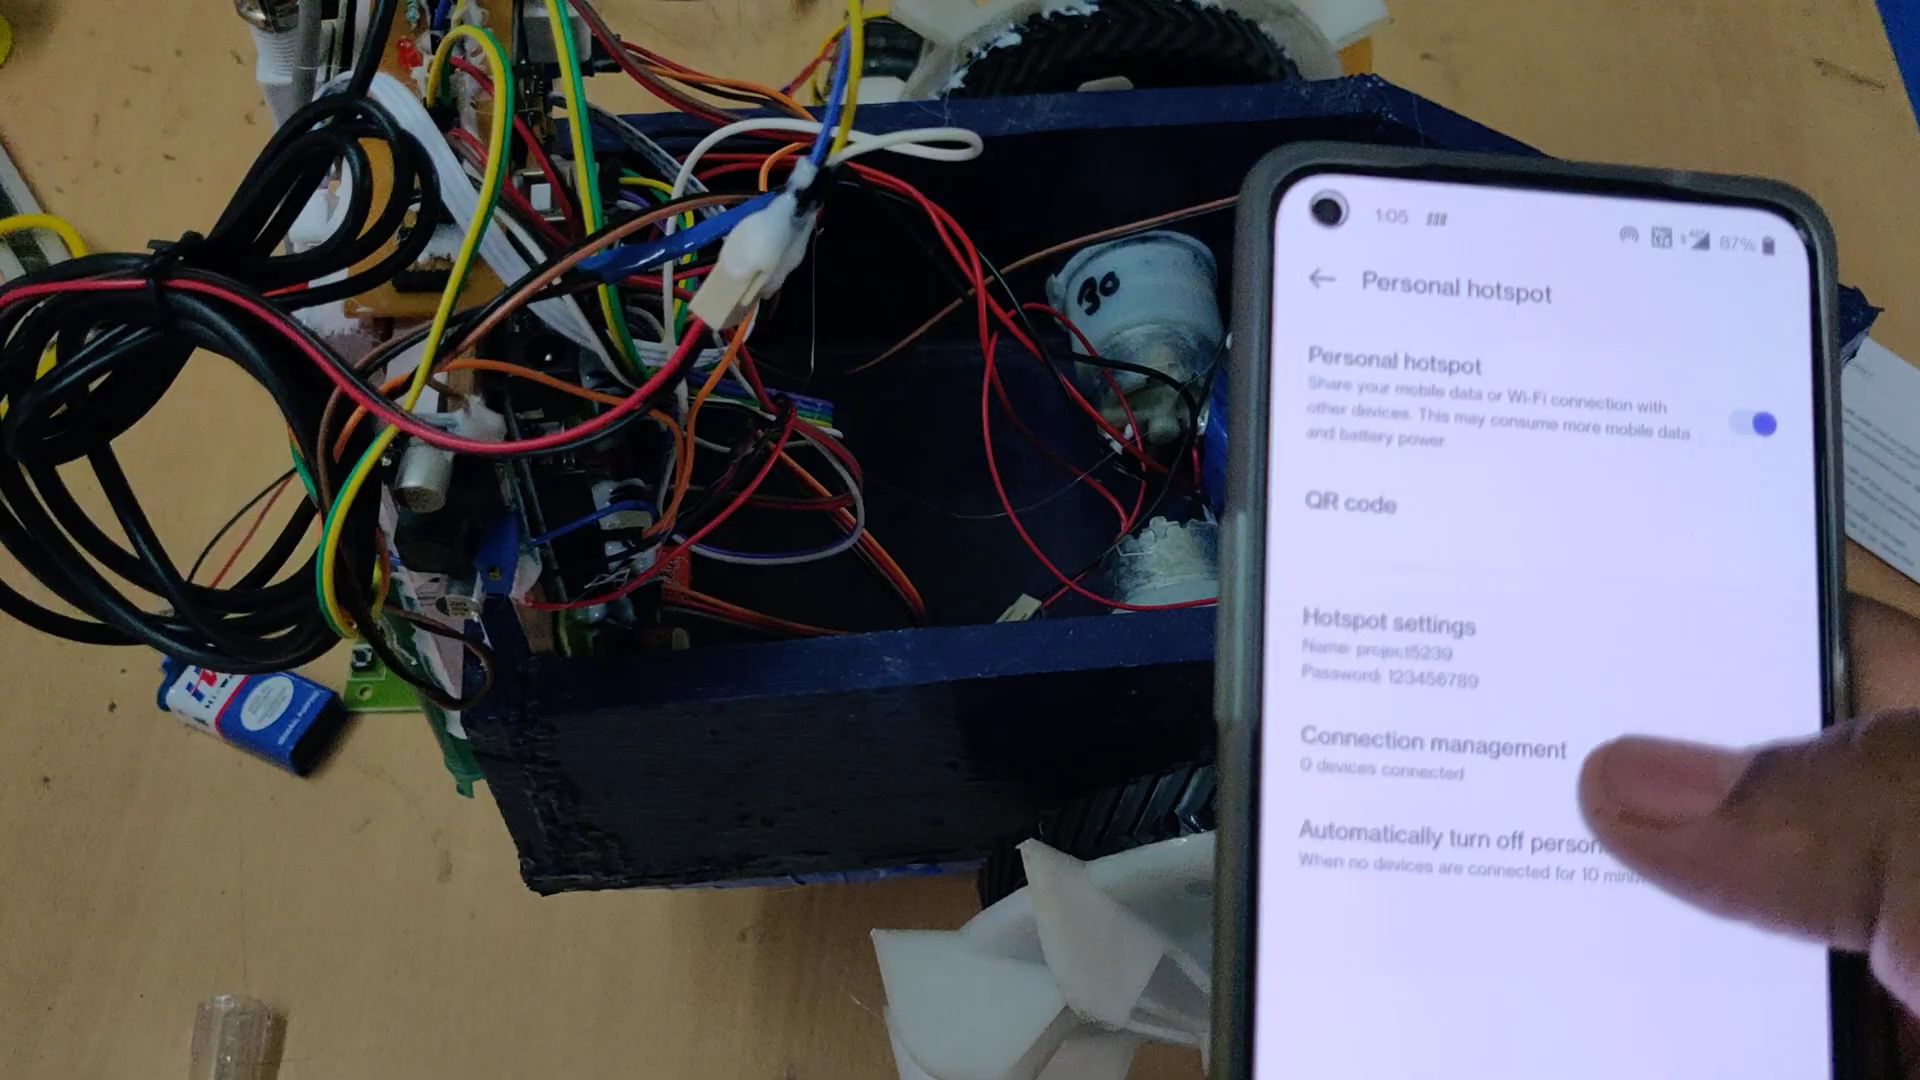 30
1:05
87%
Personal hotspot
Personal hotspot
Share your mobile data or Wi-Fi connection with
other devices. This may consume more mobile data
and battery power.
QR code
Hotspot settings
Name: project5239
Password: 123456789
Connection management
0 devices connected
Automatically turn off person
When no devices are connected for 10 minu